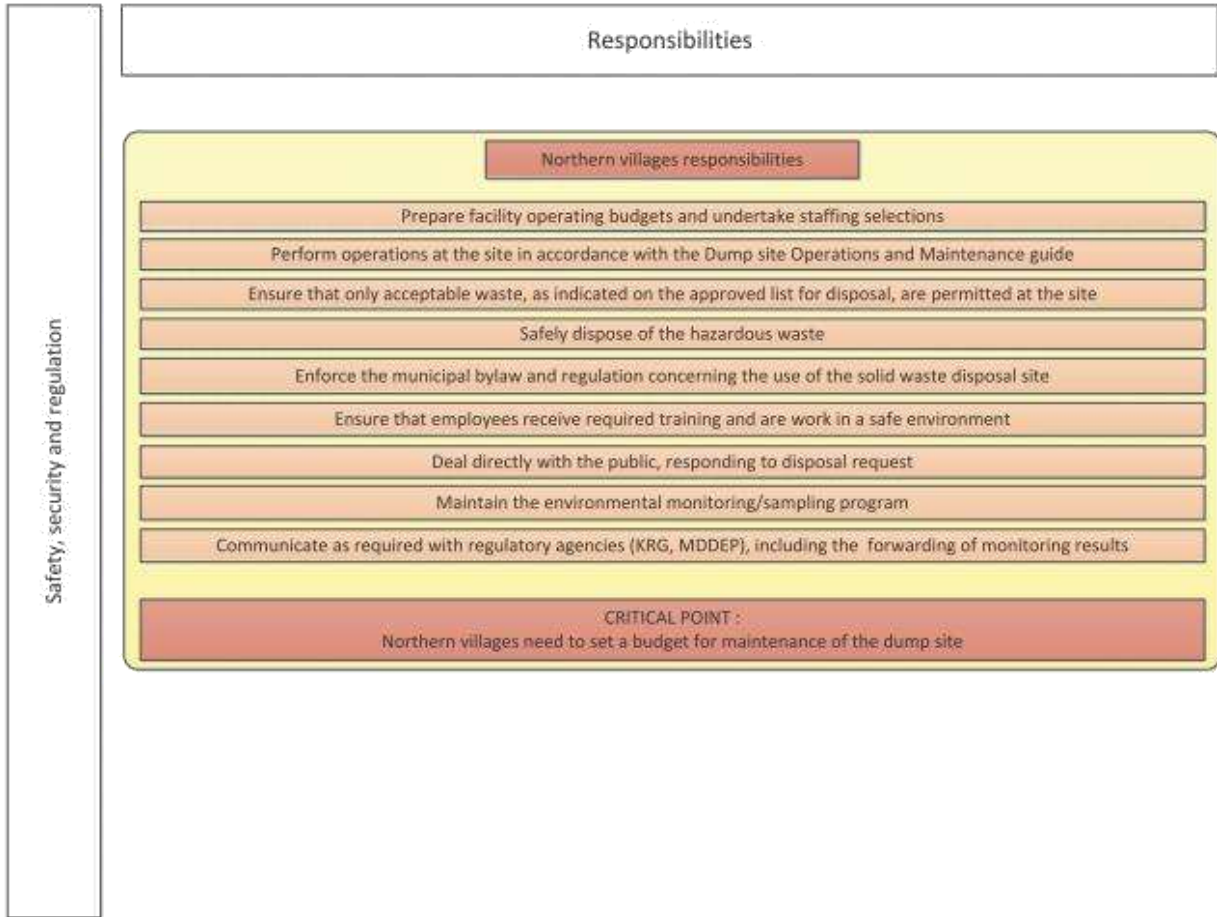 Responsibilities
Safety, security and regulation
Northern villages responsibilities
Prepare facility operating budgets and undertake staffing selections
Perform operations at the site in accordance with the Dump site Operations and Maintenance guide
Ensure that only acceptable waste, as indicated on the approved list for disposal, are permitted at the site
Safely dispose of the hazardous waste
Enforce the municipal bylaw and regulation concerning the use of the solid waste disposal site
Ensure that employees receive required training and are work in a safe environment
Deal directly with the public, responding to disposal request
Maintain the environmental monitoring/sampling program
Communicate as required with regulatory agencies (KRG, MDDEP), including the forwarding of monitoring results
CRITICAL POINT :
Northern villages need to set a budget for maintenance of the dump site